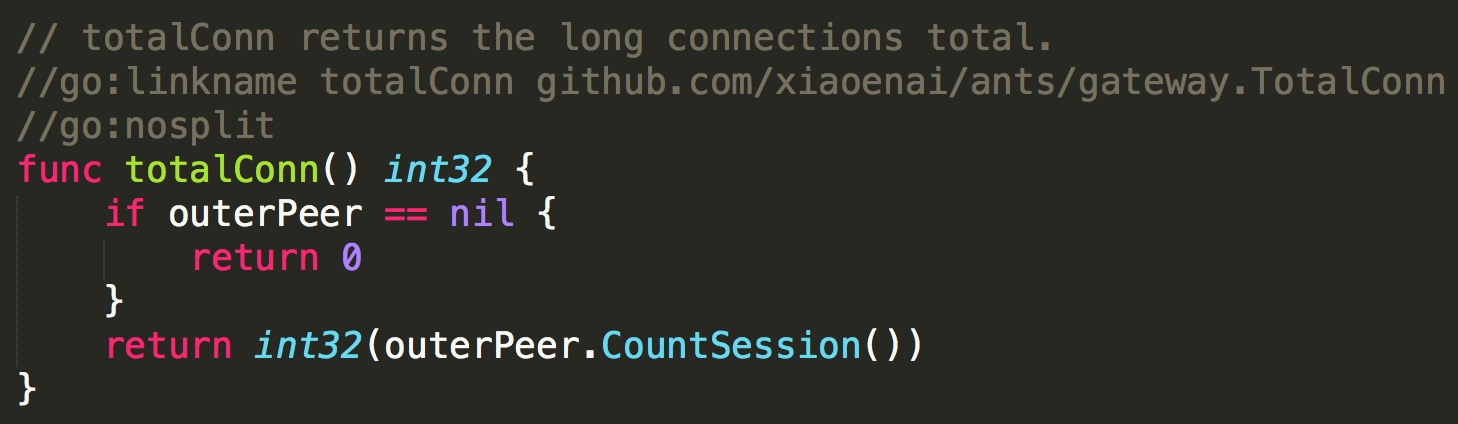 // totalConn returns the long connections total.
//go:linkname totalConn github.com/xiaoenai/ants/gateway.TotalConn
//go:nosplit
func totalConn() int32 {
    if outerPeer == nil {
        return 0
    }
    return int32(outerPeer.CountSession())
}